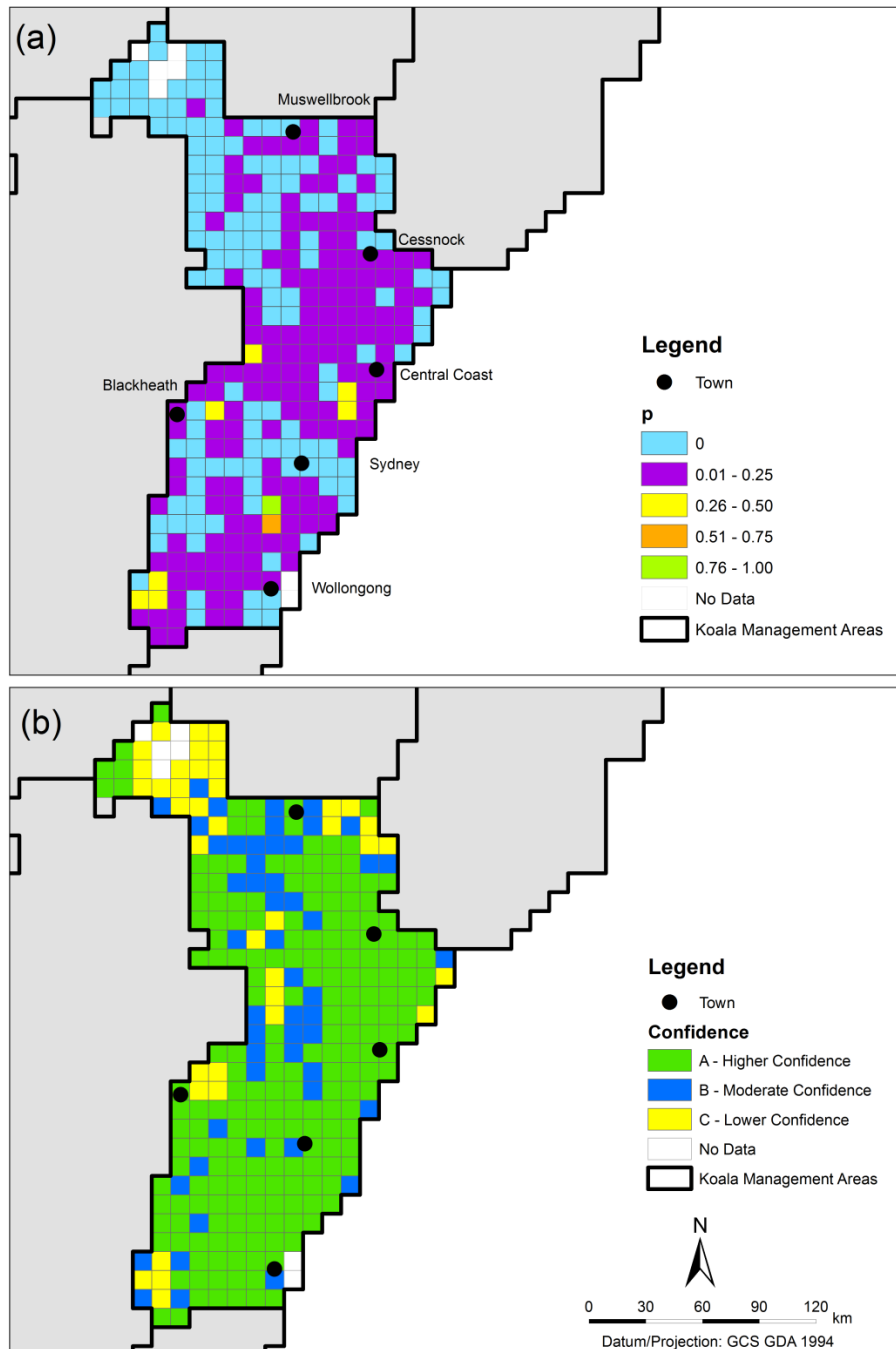 (a)
Muswellbrook
Cessnock
Central Coast
Blackheath
Sydney
Wollongong
Legend
Town
p
0
0.01 - 0.25
0.26 - 0.50
0.51 - 0.75
0.76 - 1.00
No Data
Koala Management Areas
(b)
Legend
Town
Confidence
A - Higher Confidence
B - Moderate Confidence
C - Lower Confidence
No Data
Koala Management Areas
N
0 30 60 90 120
km
Datum/Projection: GCS GDA 1994